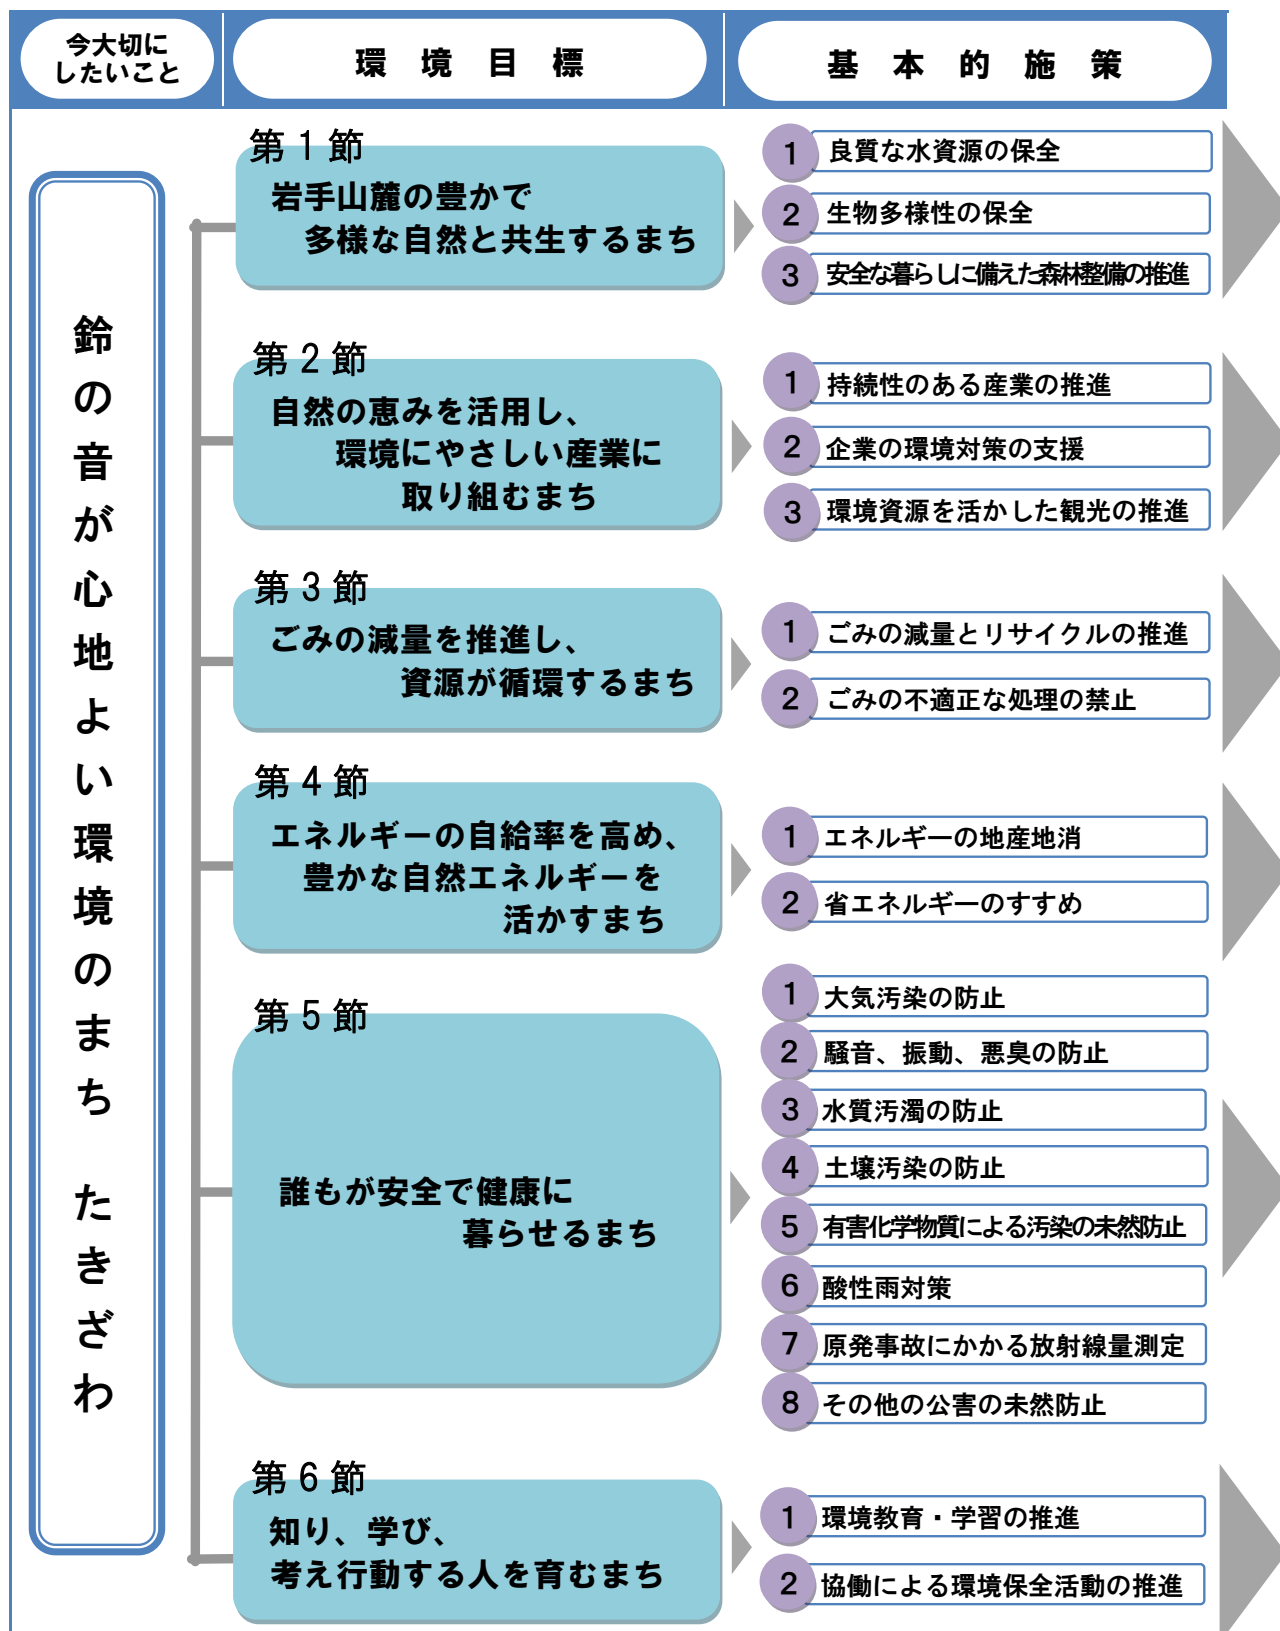 今大切に
したいこと
環境目標
基本的施策
鈴の音が心地よい環境のまち たきざわ
第1節
岩手山麓の豊かで
多様な自然と共生するまち
1 良質な水資源の保全
2 生物多様性の保全
3 安全な暮らしに備えた森林整備の推進
第2節
自然の恵みを活用し、
環境にやさしい産業に
取り組むまち
1 持続性のある産業の推進
2 企業の環境対策の支援
3 環境資源を活かした観光の推進
第3節
ごみの減量を推進し、
資源が循環するまち
1 ごみの減量とリサイクルの推進
2 ごみの不適正な処理の禁止
第4節
エネルギーの自給率を高め、
豊かな自然エネルギーを
活かすまち
1 エネルギーの地産地消
2 省エネルギーのすすめ
第5節
誰もが安全で健康に
暮らせるまち
1 大気汚染の防止
2 騒音、振動、悪臭の防止
3 水質汚濁の防止
4 土壌汚染の防止
5 有害化学物質による汚染の未然防止
6 酸性雨対策
7 原発事故にかかる放射線量測定
8 その他の公害の未然防止
第6節
知り、学び、
考え行動する人を育むまち
1 環境教育・学習の推進
2 協働による環境保全活動の推進